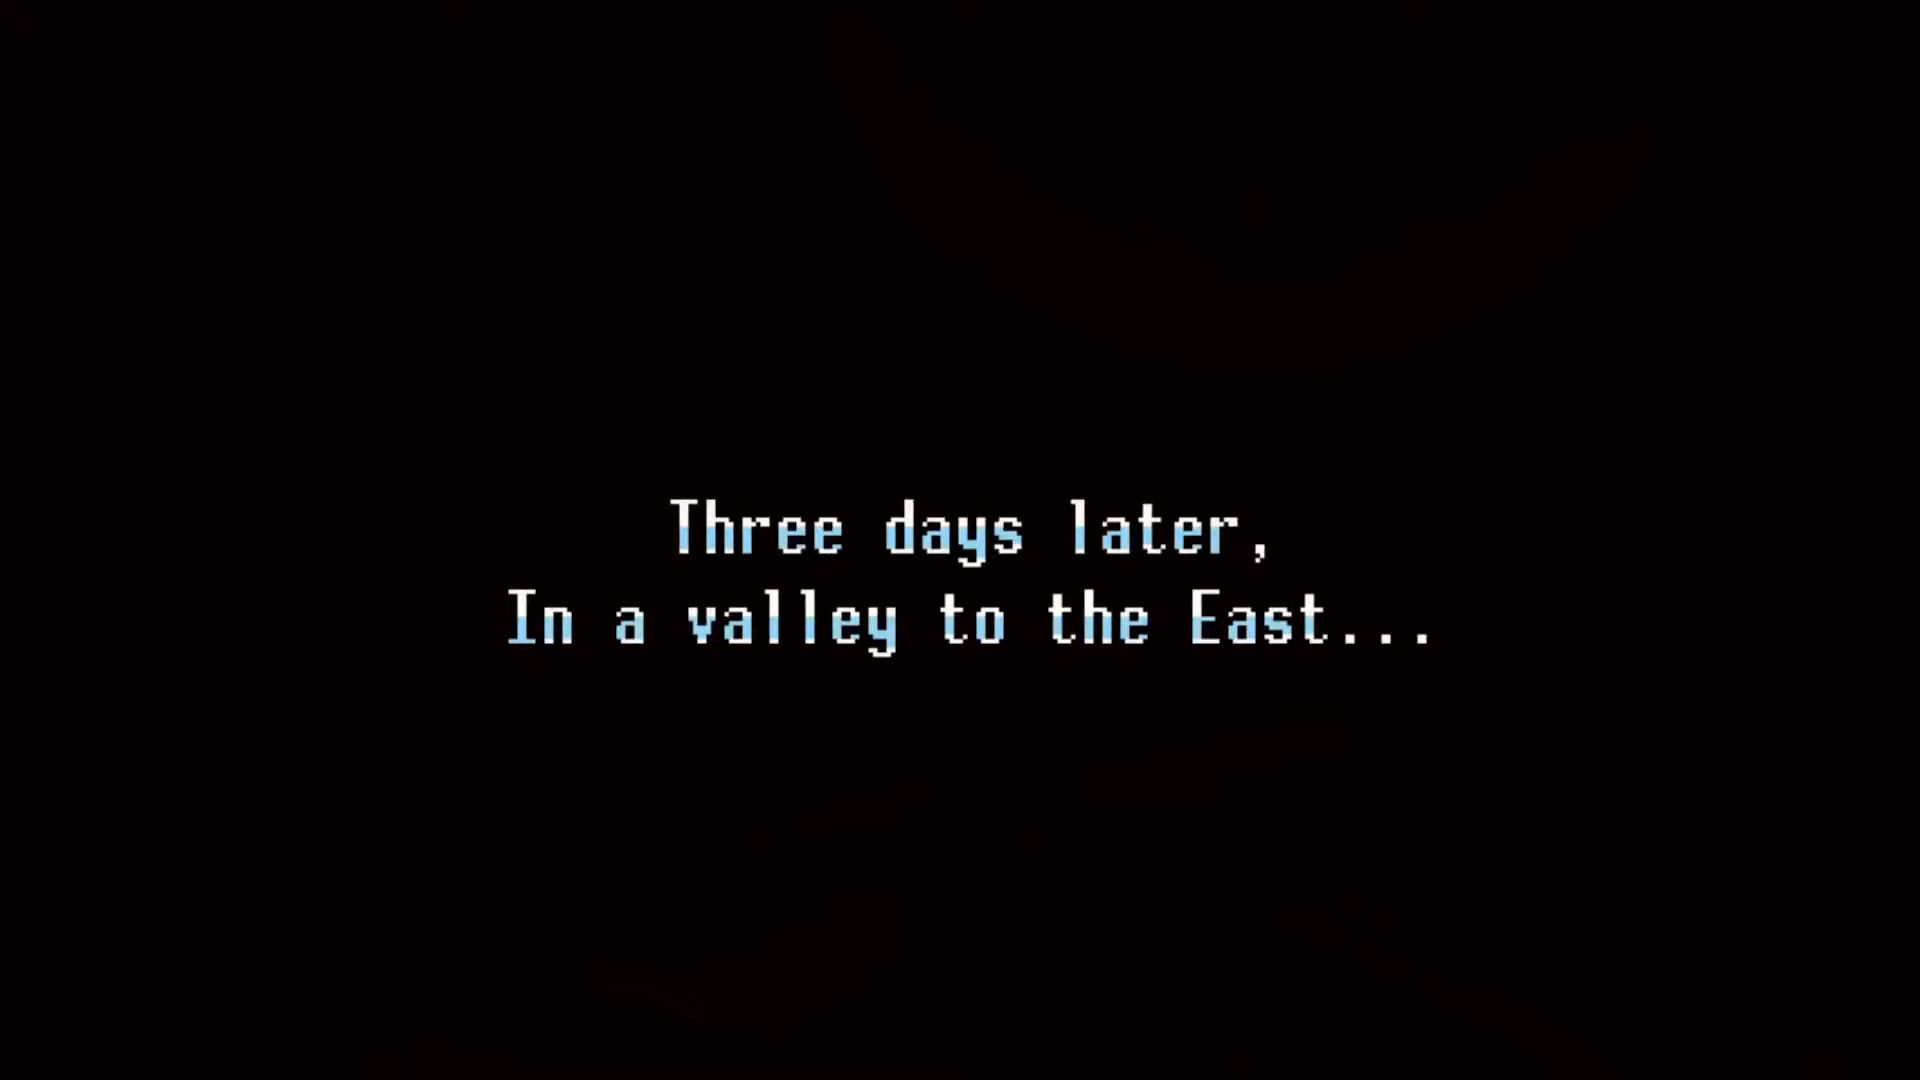 Three days later,
In a valley to the East...